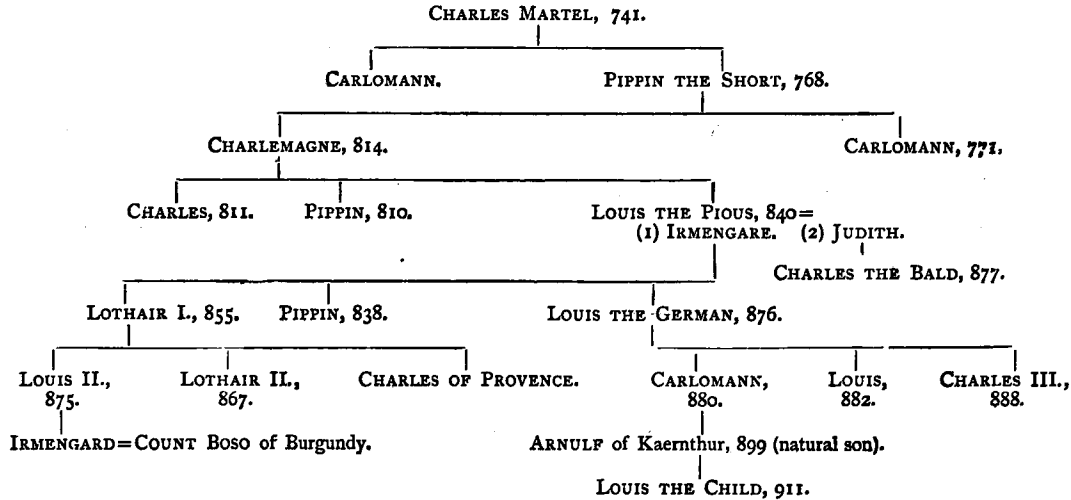 CHARLES MARTEL, 741.
CARLOMANN. PIPPIN THE SHORT, 768.
CHARLEMAGNE, 814. CARLOMANN, 771.
CHARLES, 811. PIPPIN, 810. LOUIS THE PIOUS, 840=
(1) IRMENGARE. (2) JUDITH.
CHARLES THE BALD, 877.
LOTHAIR I., 855. PIPPIN, 838. LOUIS THE GERMAN, 876.
LOUIS II., LOTHAIR II., CHARLES OF PROVENCE. CARLOMANN, LOUIS, CHARLES III.,
875. 867. 880. 882. 888.
IRMENGARD=COUNT BOSO of Burgundy. ARNULF of Kaernthur, 899 (natural son).
LOUIS THE CHILD, 911.